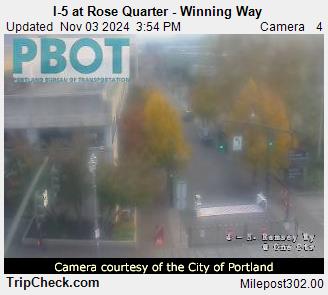 I-5 at Rose Quarter - Winning Way
Updated Nov 03 2024 3:54 PM Camera 4
PBOT
PORTLAND BUREAU OF TRANSPORTATION
Camera courtesy of the City of Portland
TripCheck.com Milepost302.00